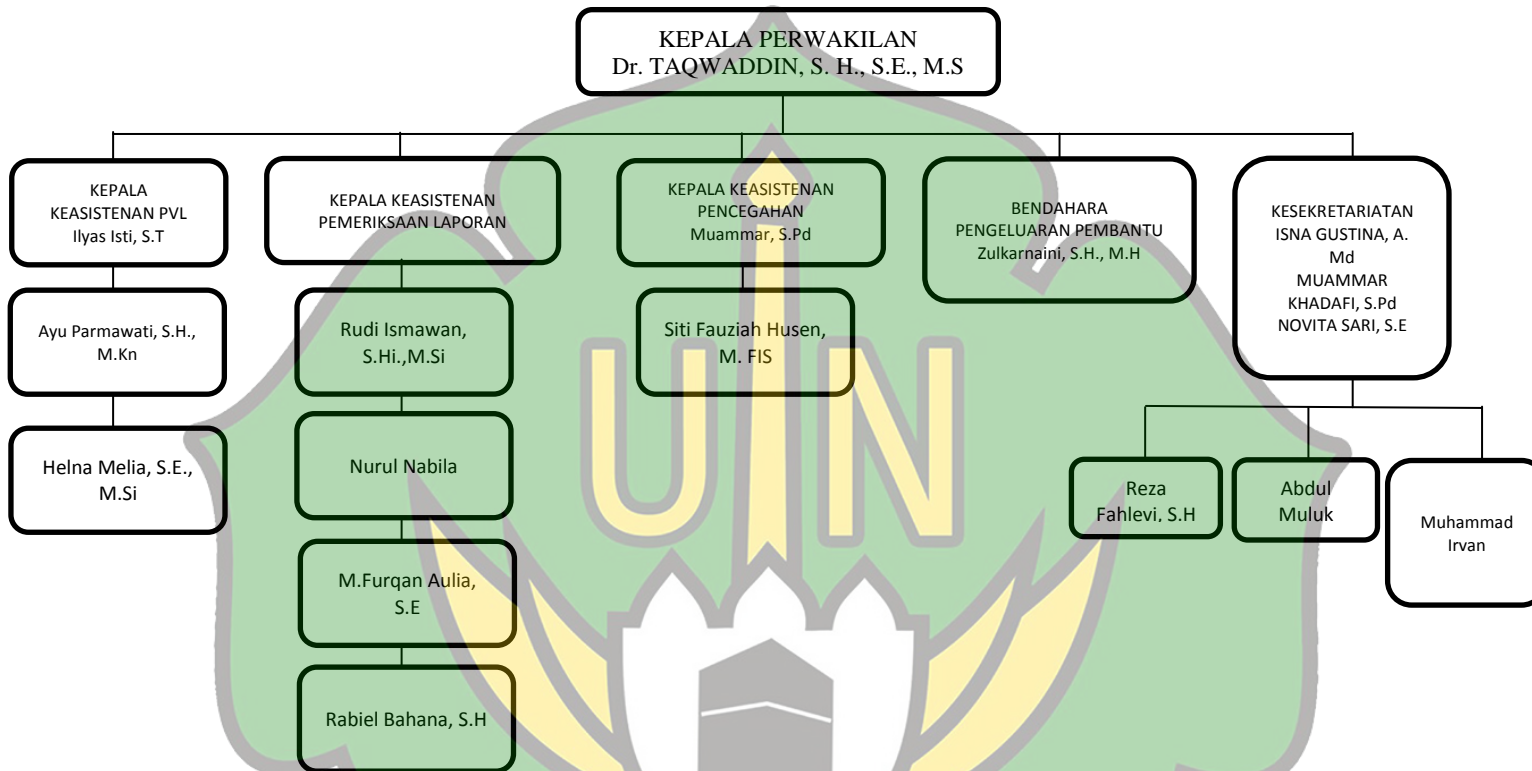 KEPALA PERWAKILAN
Dr. TAQWADDIN, S. H., S.E., M.S
KEPALA
KEASISTENAN PVL
Ilyas Isti, S.T
KEPALA KEASISTENAN
PEMERIKSAAN LAPORAN
KEPALA KEASISTENAN
PENCEGAHAN
Muammar, S.Pd
BENDAHARA
PENGELUARAN PEMBANTU
Zulkarnaini, S.H., M.H
KESEKRETARIATAN
ISNA GUSTINA, A.
Md
MUAMMAR
KHADAFI, S.Pd
NOVITA SARI, S.E
Ayu Parmawati, S.H.,
M.Kn
Rudi Ismawan,
S.Hi.,M.Si
Siti Fauziah Husen,
M. FIS
Helna Melia, S.E.,
M.Si
Nurul Nabila
Reza
Fahlevi, S.H
Abdul
Muluk
Muhammad
Irvan
M.Furqan Aulia,
S.E
Rabiel Bahana, S.H
UIN